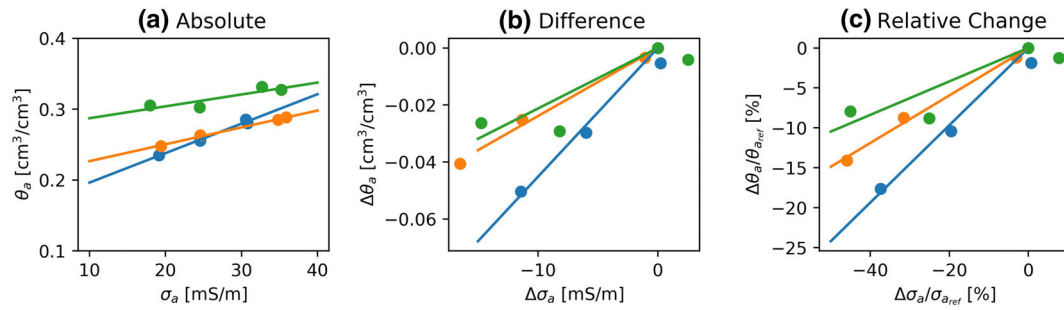 (a) Absolute
0.4
0.3
0.2
0.1
θa [cm³/cm³]
10 20 30 40
σa [mS/m]
(b) Difference
0.00
−0.02
−0.04
−0.06
Δθa [cm³/cm³]
−10 0
Δσa [mS/m]
(c) Relative Change
0
−5
−10
−15
−20
−25
Δθa/θa_ref [%]
−40 −20 0
Δσa/σa_ref [%]